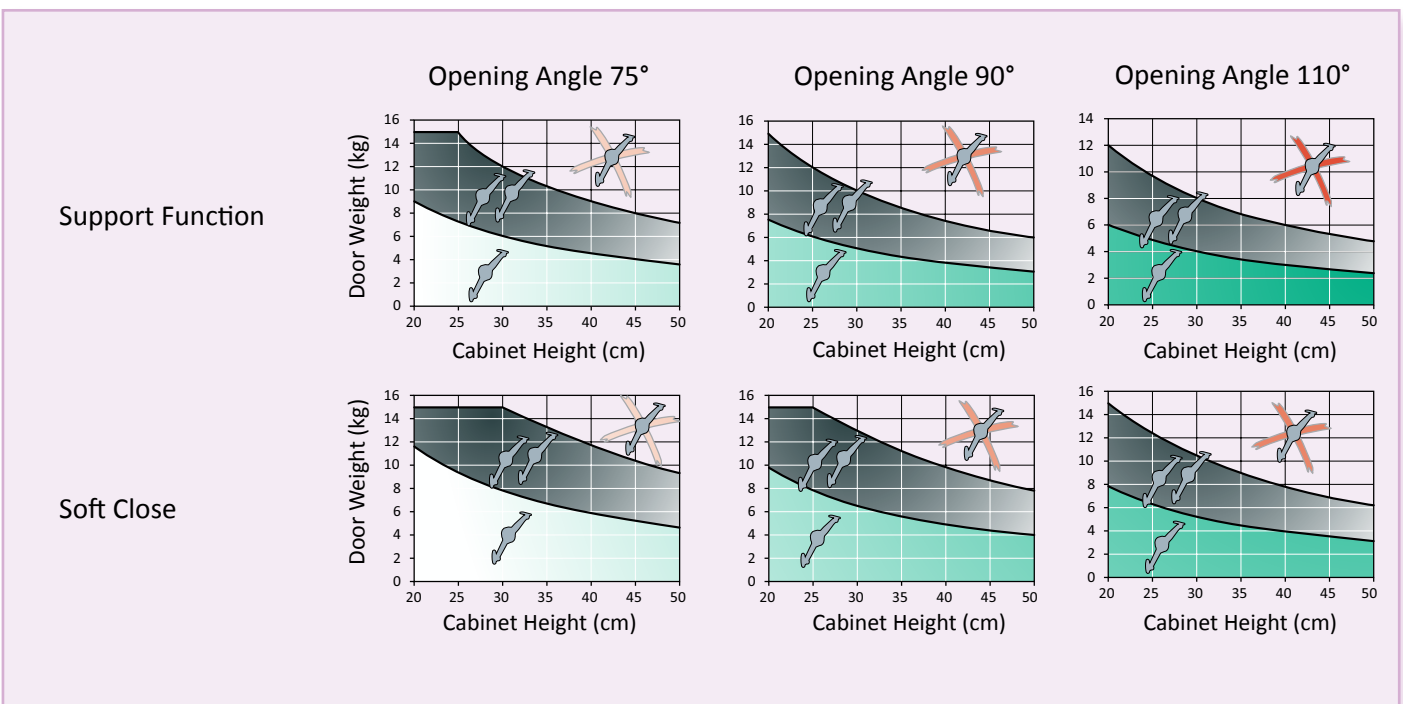 Opening Angle 75°
Opening Angle 90°
Opening Angle 110°
Support Function
Door Weight (kg)
16
14
12
10
8
6
4
2
0
20 25 30 35 40 45 50
Cabinet Height (cm)
16
14
12
10
8
6
4
2
0
20 25 30 35 40 45 50
Cabinet Height (cm)
14
12
10
8
6
4
2
0
20 25 30 35 40 45 50
Cabinet Height (cm)
Soft Close
Door Weight (kg)
16
14
12
10
8
6
4
2
0
20 25 30 35 40 45 50
Cabinet Height (cm)
16
14
12
10
8
6
4
2
0
20 25 30 35 40 45 50
Cabinet Height (cm)
16
14
12
10
8
6
4
2
0
20 25 30 35 40 45 50
Cabinet Height (cm)